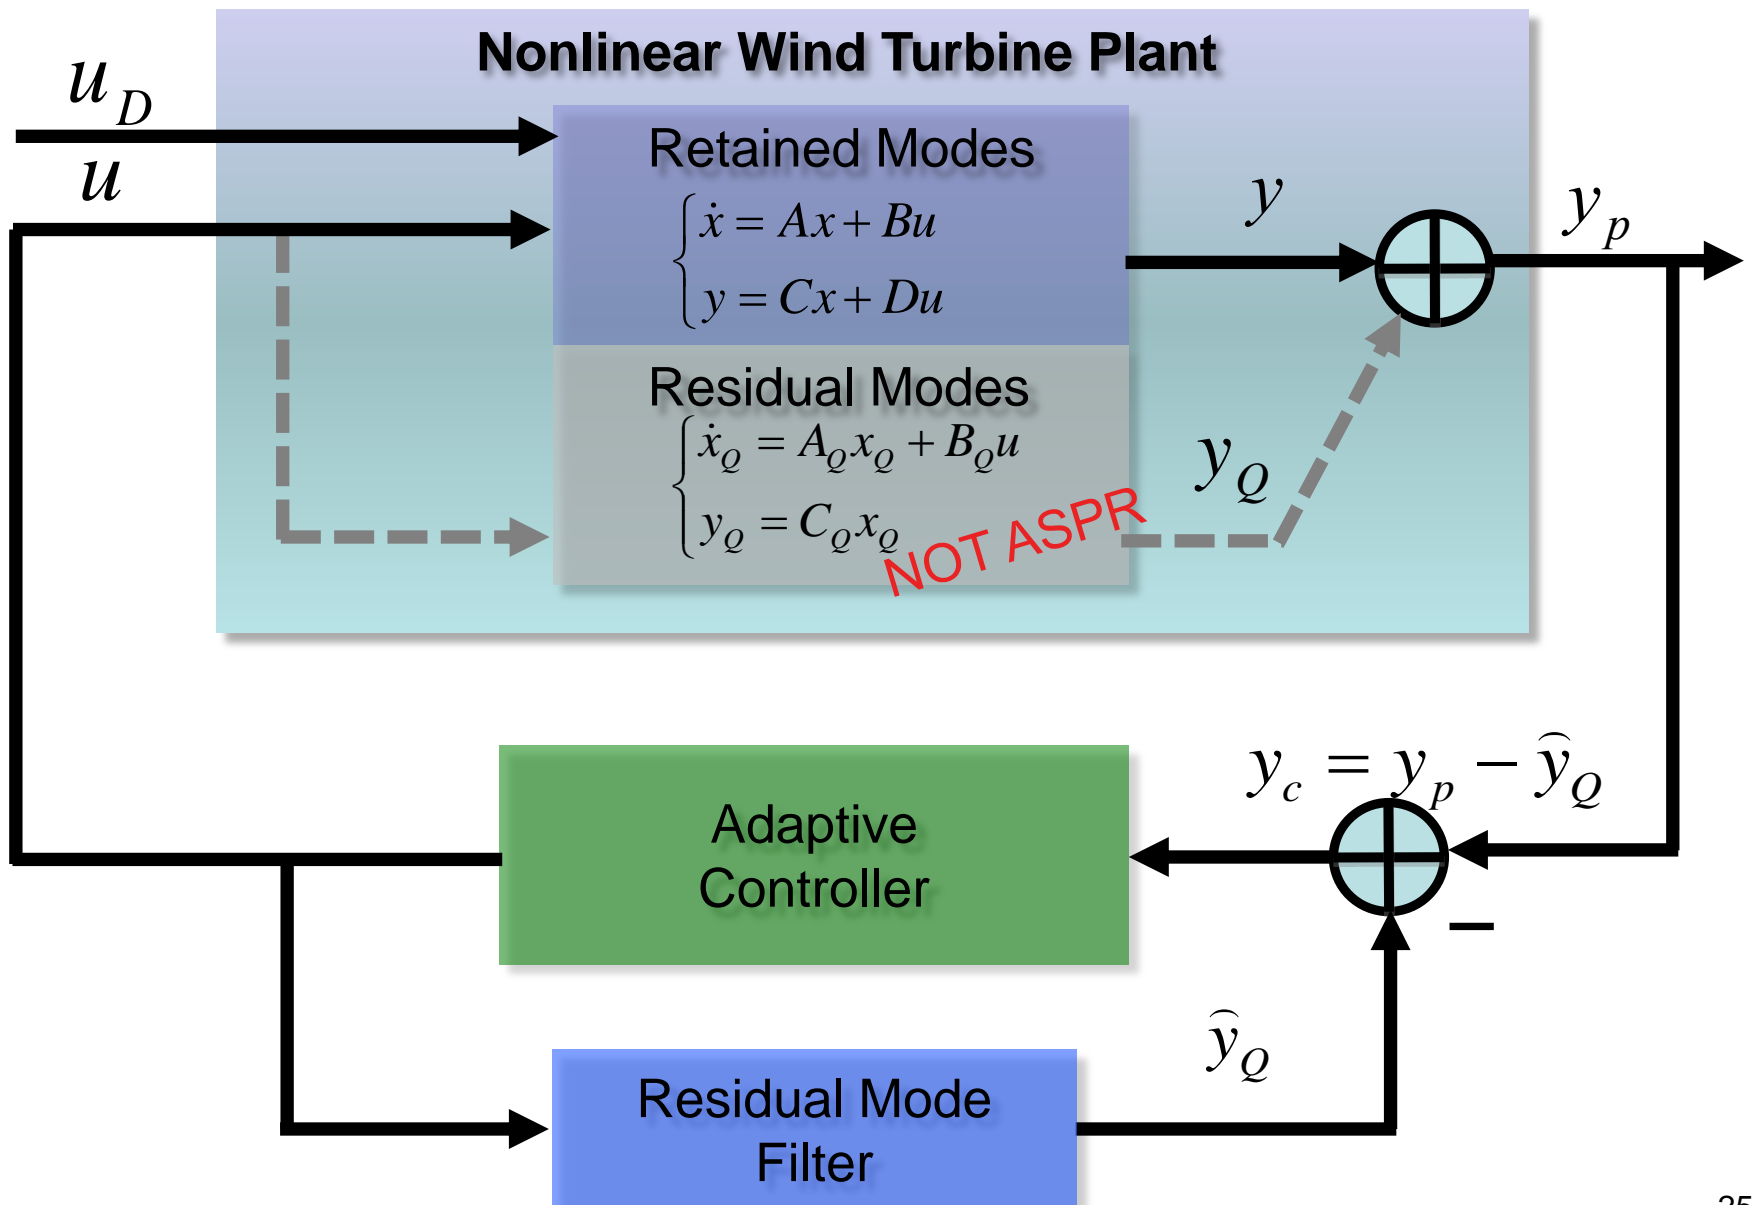 Nonlinear Wind Turbine Plant
u_D
u
Retained Modes
ẋ = Ax + Bu
y = Cx + Du
y
y_p
Residual Modes
ẋ_Q = A_Q x_Q + B_Q u
y_Q = C_Q x_Q
NOT ASPR
y_Q
y_c = y_p − ŷ_Q
Adaptive
Controller
−
ŷ_Q
Residual Mode
Filter